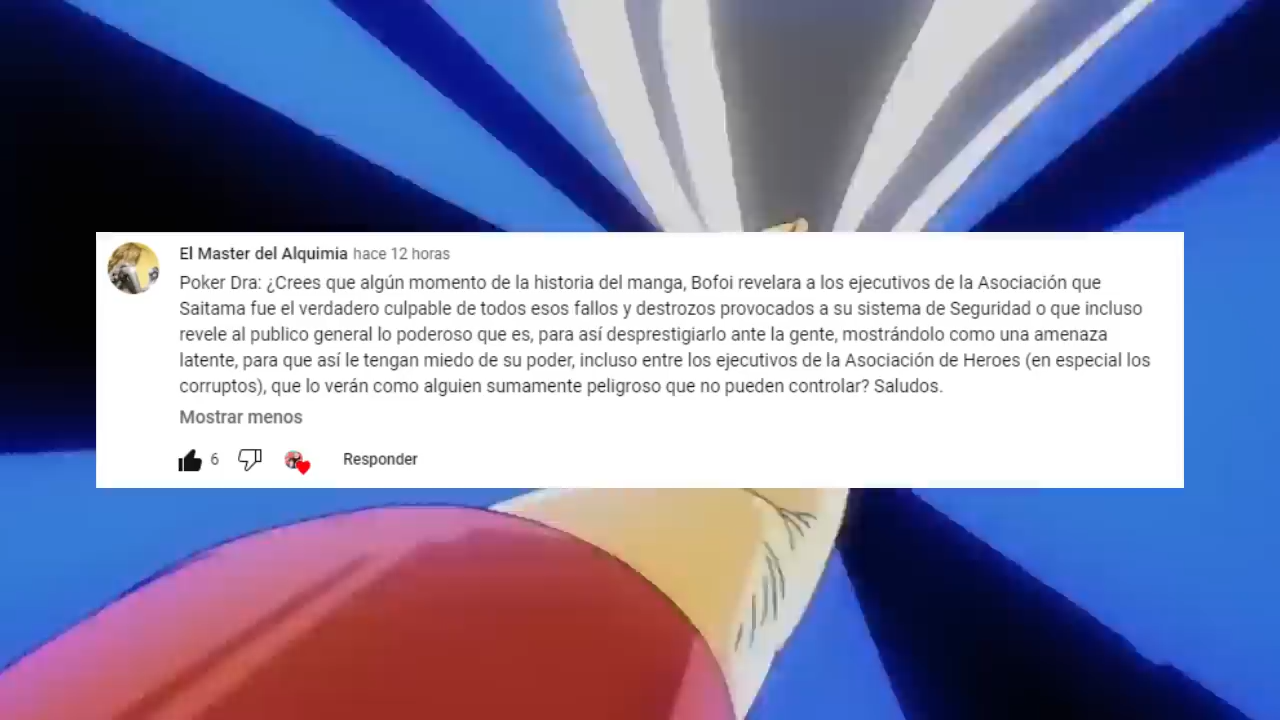 El Master del Alquimia hace 12 horas
Poker Dra: ¿Crees que algún momento de la historia del manga, Bofoi revelara a los ejecutivos de la Asociación que
Saitama fue el verdadero culpable de todos esos fallos y destrozos provocados a su sistema de Seguridad o que incluso
revele al publico general lo poderoso que es, para así desprestigiarlo ante la gente, mostrándolo como una amenaza
latente, para que así le tengan miedo de su poder, incluso entre los ejecutivos de la Asociación de Heroes (en especial los
corruptos), que lo verán como alguien sumamente peligroso que no pueden controlar? Saludos.
Mostrar menos
6 Responder